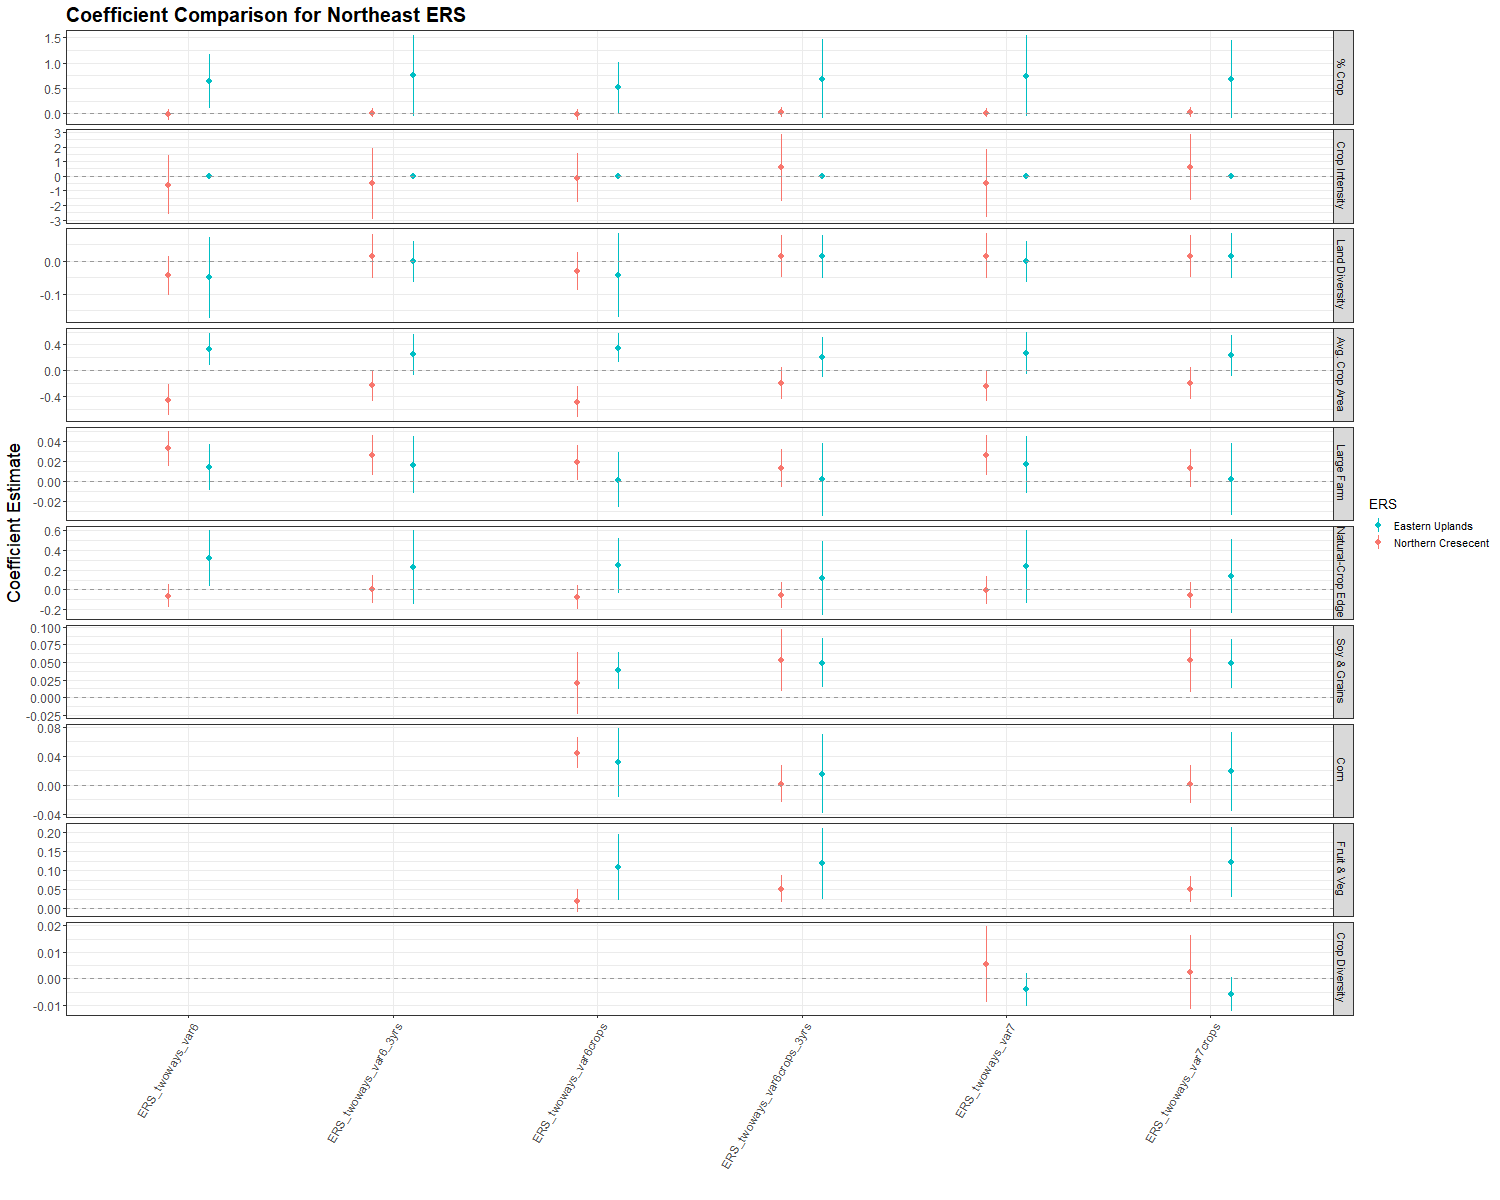 Coefficient Comparison for Northeast ERS
Coefficient Estimate
1.5
1.0
0.5
0.0
% Crop
3
2
1
0
-1
-2
-3
Crop Intensity
0.0
-0.1
Land Diversity
0.4
0.0
-0.4
Avg. Crop Area
0.04
0.02
0.00
-0.02
Large Farm
0.6
0.4
0.2
0.0
-0.2
Natural-Crop Edge
0.100
0.075
0.050
0.025
0.000
-0.025
Soy & Grains
0.08
0.04
0.00
-0.04
Corn
0.20
0.15
0.10
0.05
0.00
Fruit & Veg
0.02
0.01
0.00
-0.01
Crop Diversity
ERS_twoways_var6
ERS_twoways_var6_3yrs
ERS_twoways_var6crops
ERS_twoways_var6crops_3yrs
ERS_twoways_var7
ERS_twoways_var7crops
ERS
Eastern Uplands
Northern Cresecent